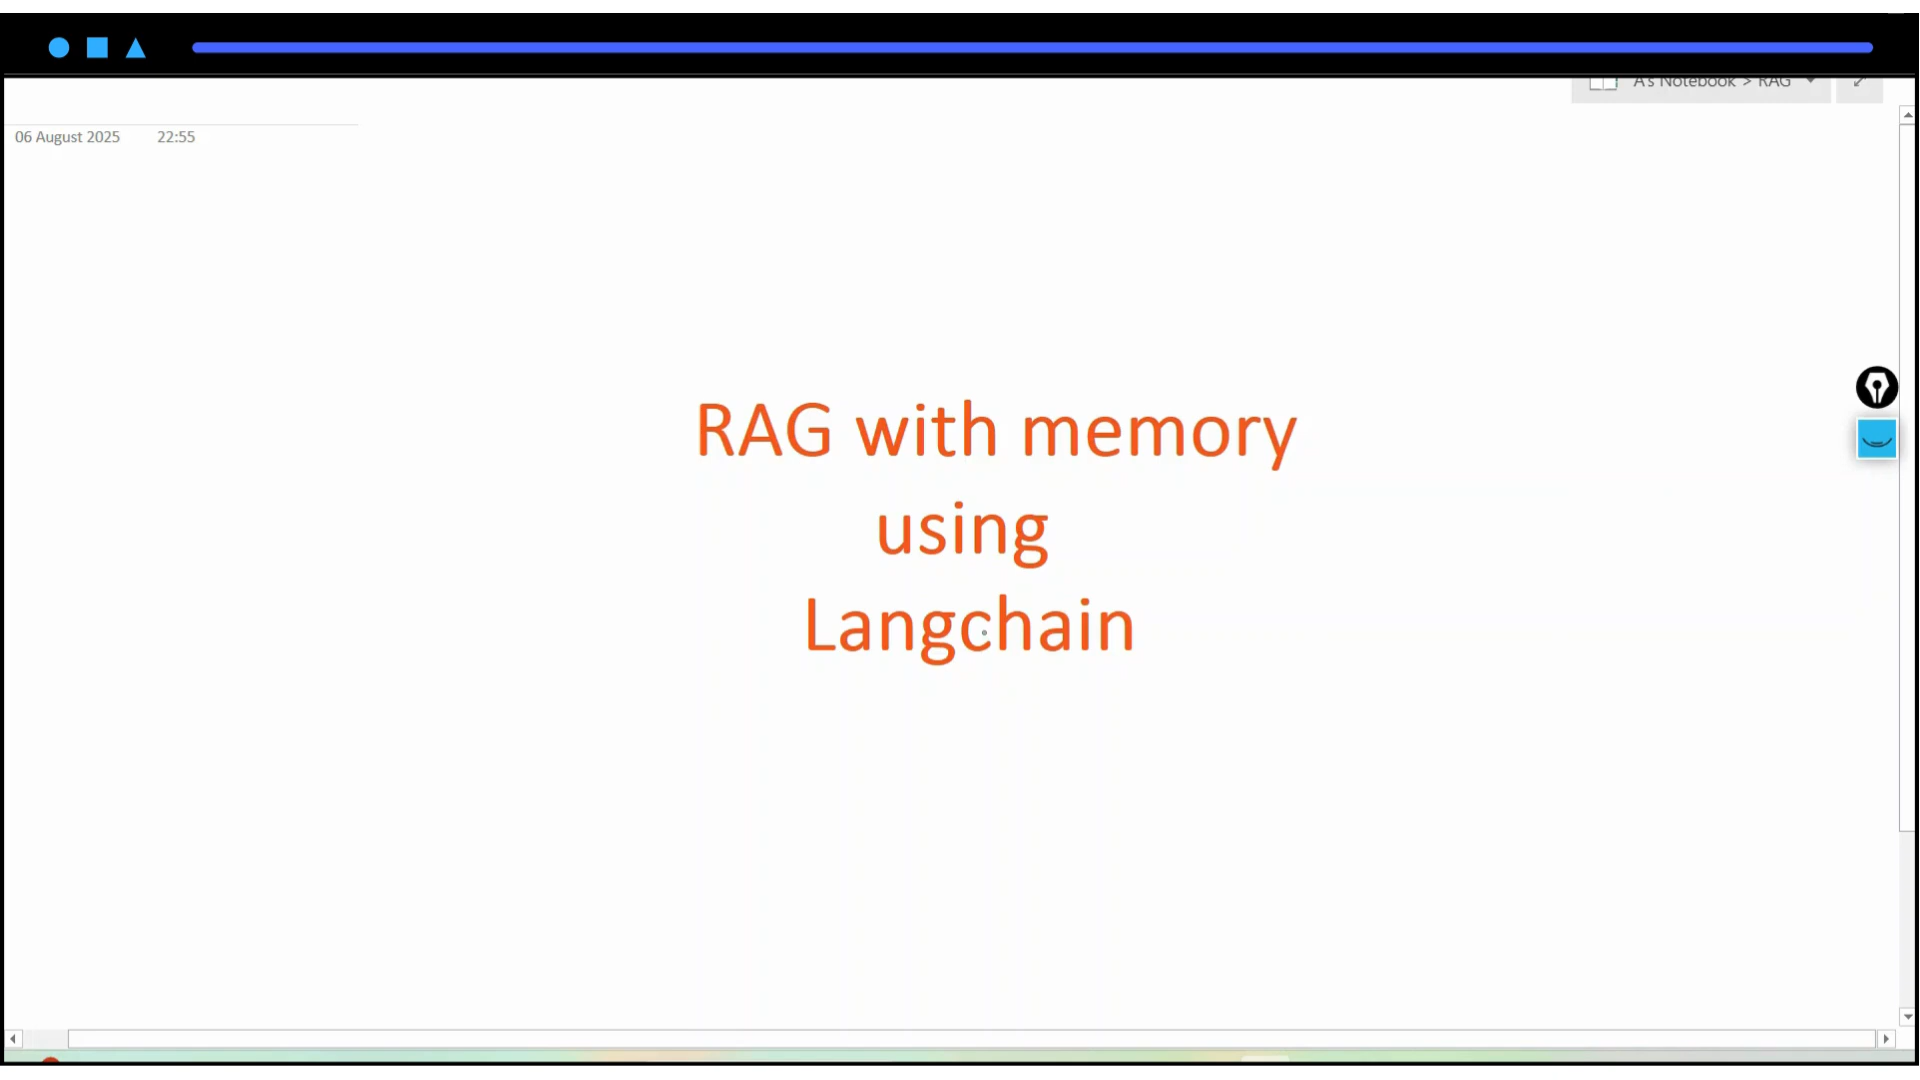 A's Notebook > RAG
06 August 2025 22:55
RAG with memory
using
Langchain